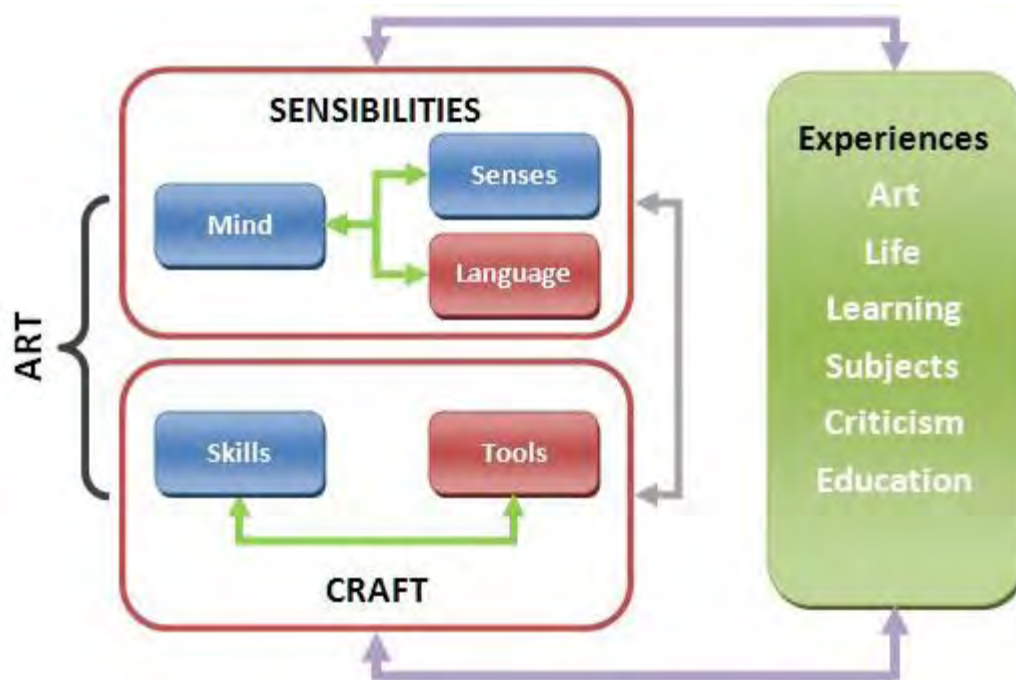 SENSIBILITIES
Mind
Senses
Language
ART
Skills
Tools
CRAFT
Experiences
Art
Life
Learning
Subjects
Criticism
Education